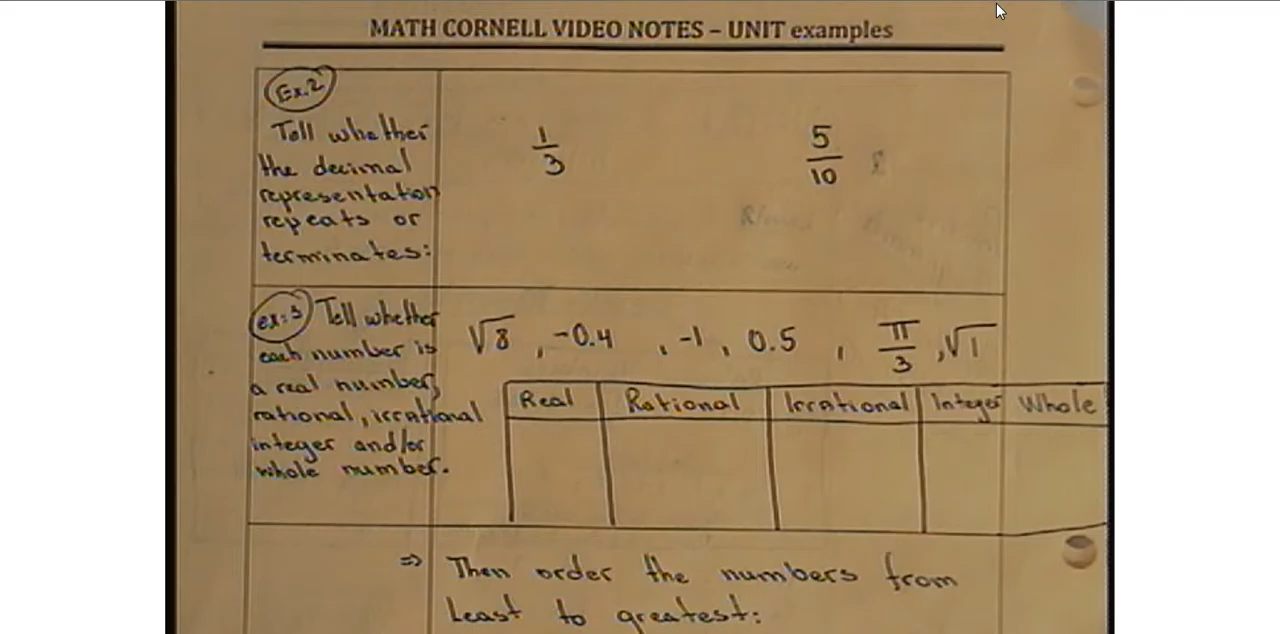 MATH CORNELL VIDEO NOTES – UNIT examples
Ex.2
Tell whether
the decimal
representation
repeats or
terminates:
1/3
5/10
ex:3 Tell whether
each number is
a real number,
rational, irrational
integer and/or
whole number.
√8 , -0.4 , -1 , 0.5 , π/3 , √1
Real Rational Irrational Integer Whole
⇒ Then order the numbers from
Least to greatest: